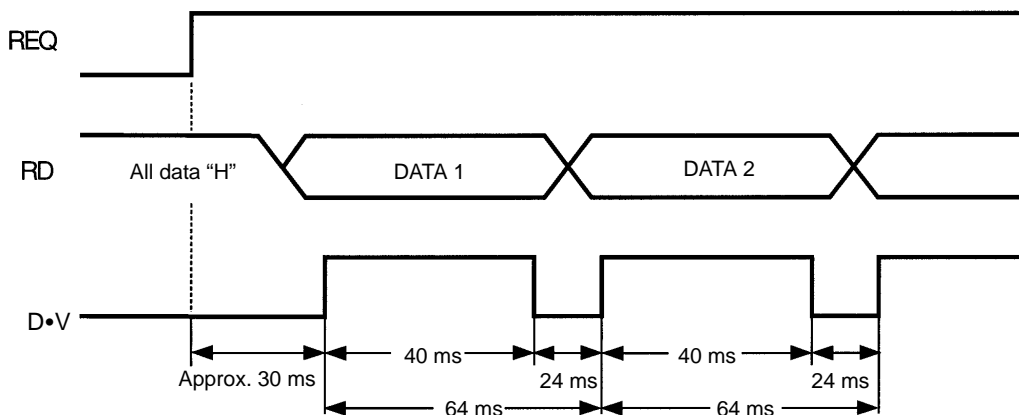 REQ
RD
All data “H”
DATA 1
DATA 2
D•V
40 ms
40 ms
Approx. 30 ms
24 ms
24 ms
64 ms
64 ms